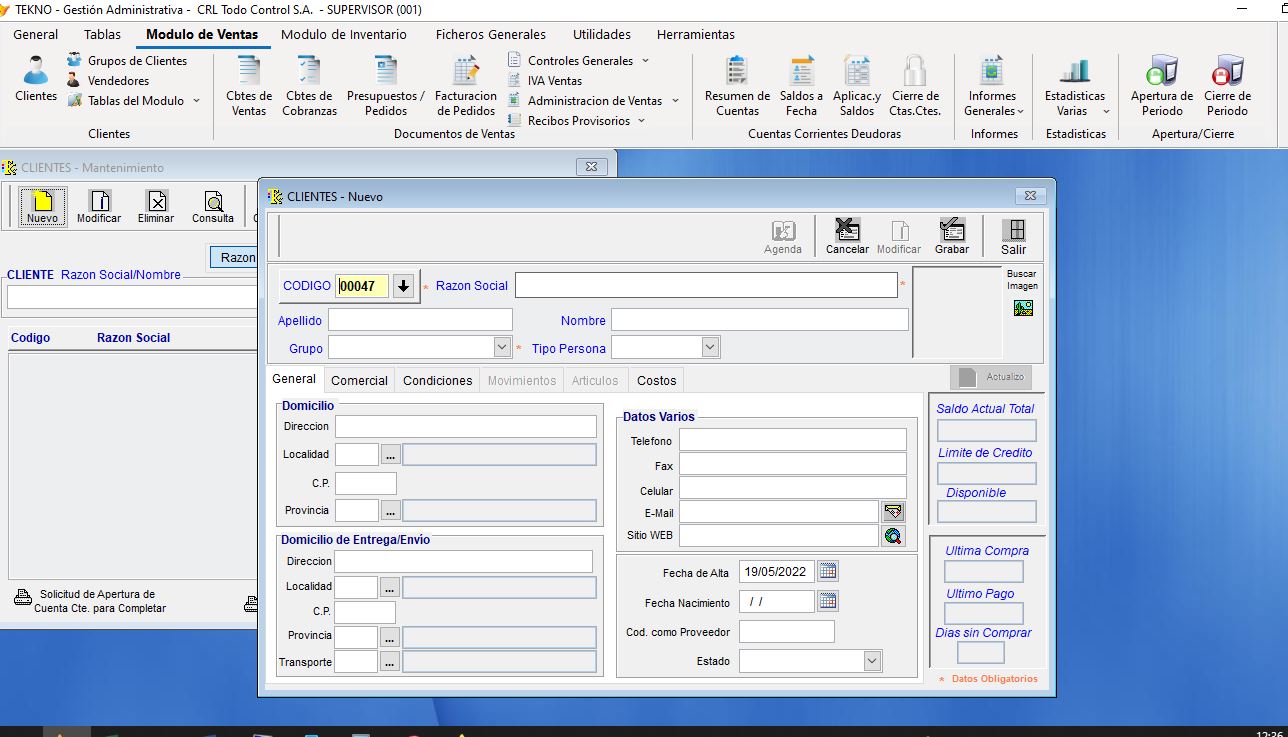 TEKNO - Gestión Administrativa - CRL Todo Control S.A. - SUPERVISOR (001)
General Tablas Modulo de Ventas Modulo de Inventario Ficheros Generales Utilidades Herramientas
Clientes
Grupos de Clientes
Vendedores
Tablas del Modulo
Clientes
Cbtes de Ventas
Cbtes de Cobranzas
Presupuestos / Pedidos
Facturacion de Pedidos
Controles Generales
IVA Ventas
Administracion de Ventas
Recibos Provisorios
Documentos de Ventas
Resumen de Cuentas
Saldos a Fecha
Aplicac.y Saldos
Cierre de Ctas.Ctes.
Cuentas Corrientes Deudoras
Informes Generales
Informes
Estadisticas Varias
Estadisticas
Apertura de Periodo
Cierre de Periodo
Apertura/Cierre
CLIENTES - Mantenimiento
Nuevo Modificar Eliminar Consulta
Razon
CLIENTE Razon Social/Nombre
Codigo Razon Social
Solicitud de Apertura de
Cuenta Cte. para Completar
CLIENTES - Nuevo
Agenda Cancelar Modificar Grabar Salir
CODIGO 00047 * Razon Social *
Buscar
Imagen
Apellido Nombre
Grupo * Tipo Persona
General Comercial Condiciones Movimientos Articulos Costos
Actualizo
Domicilio
Direccion
Localidad ...
C.P.
Provincia ...
Domicilio de Entrega/Envio
Direccion
Localidad ...
C.P.
Provincia ...
Transporte ...
Datos Varios
Telefono
Fax
Celular
E-Mail
Sitio WEB
Fecha de Alta 19/05/2022
Fecha Nacimiento / /
Cod. como Proveedor
Estado
Saldo Actual Total
Limite de Credito
Disponible
Ultima Compra
Ultimo Pago
Dias sin Comprar
* Datos Obligatorios